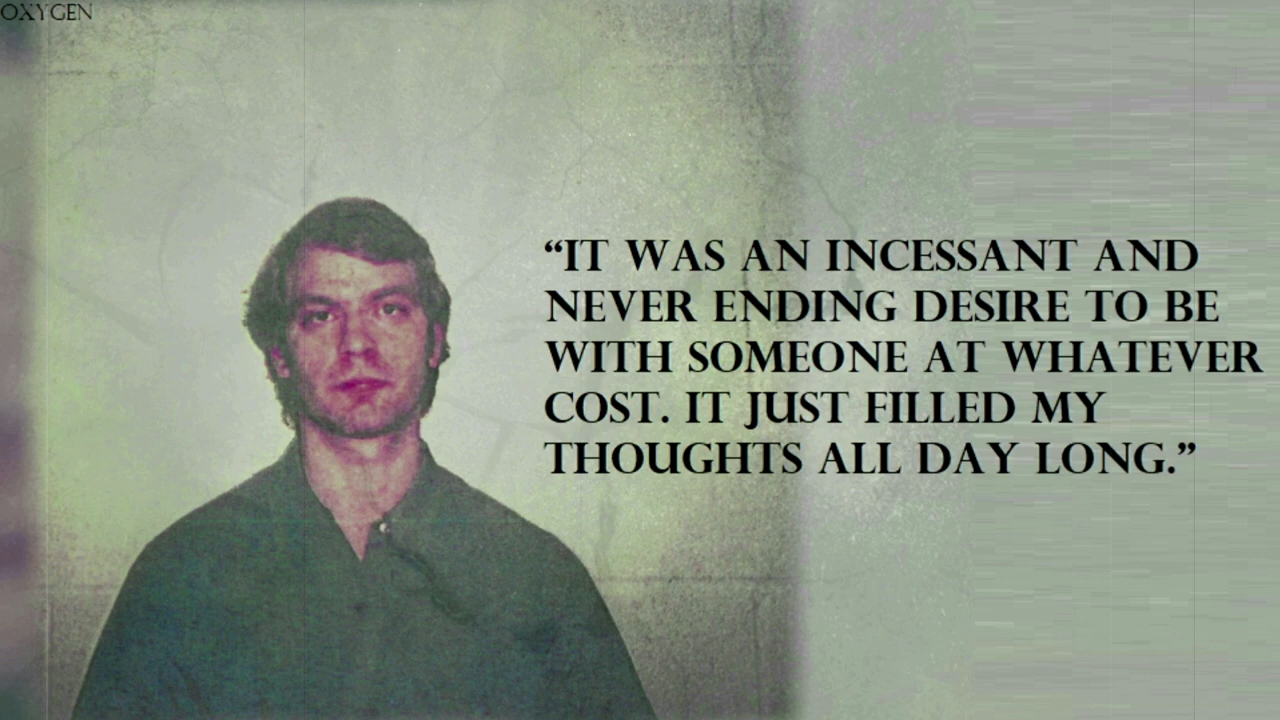 OXYGEN
“IT WAS AN INCESSANT AND
NEVER ENDING DESIRE TO BE
WITH SOMEONE AT WHATEVER
COST. IT JUST FILLED MY
THOUGHTS ALL DAY LONG.”